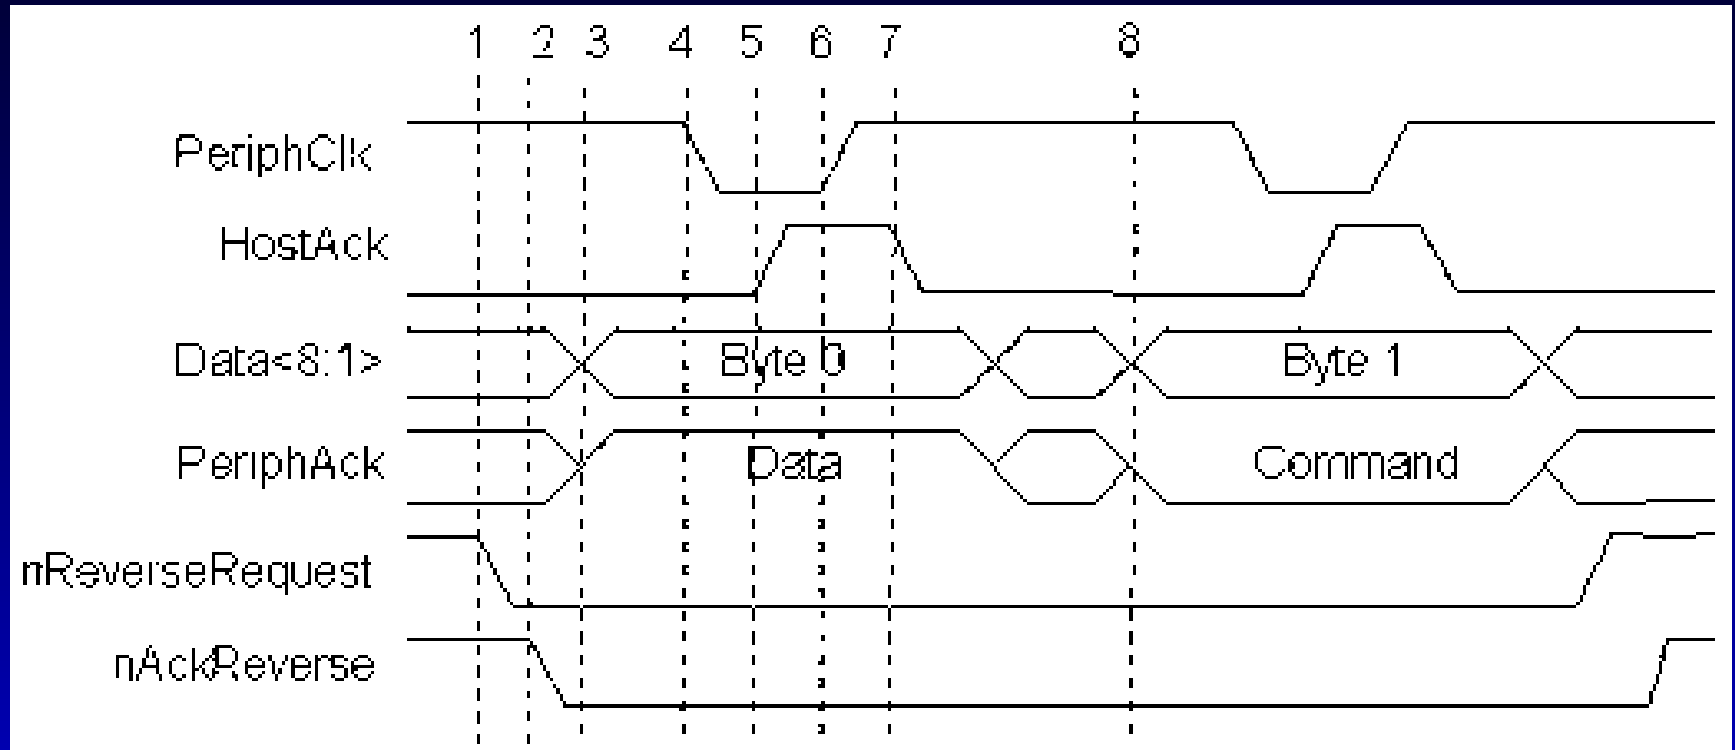 1 2 3 4 5 6 7 8
PeriphClk
HostAck
Data<8:1> Byte 0 Byte 1
PeriphAck Data Command
nReverseRequest
nAckReverse